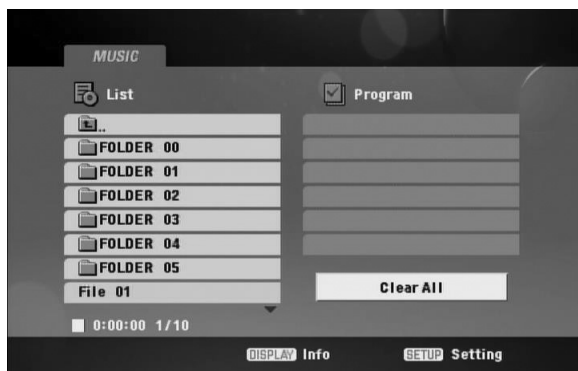 MUSIC
List
Program
..
FOLDER 00
FOLDER 01
FOLDER 02
FOLDER 03
FOLDER 04
FOLDER 05
File 01
Clear All
0:00:00 1/10
DISPLAY Info
SETUP Setting